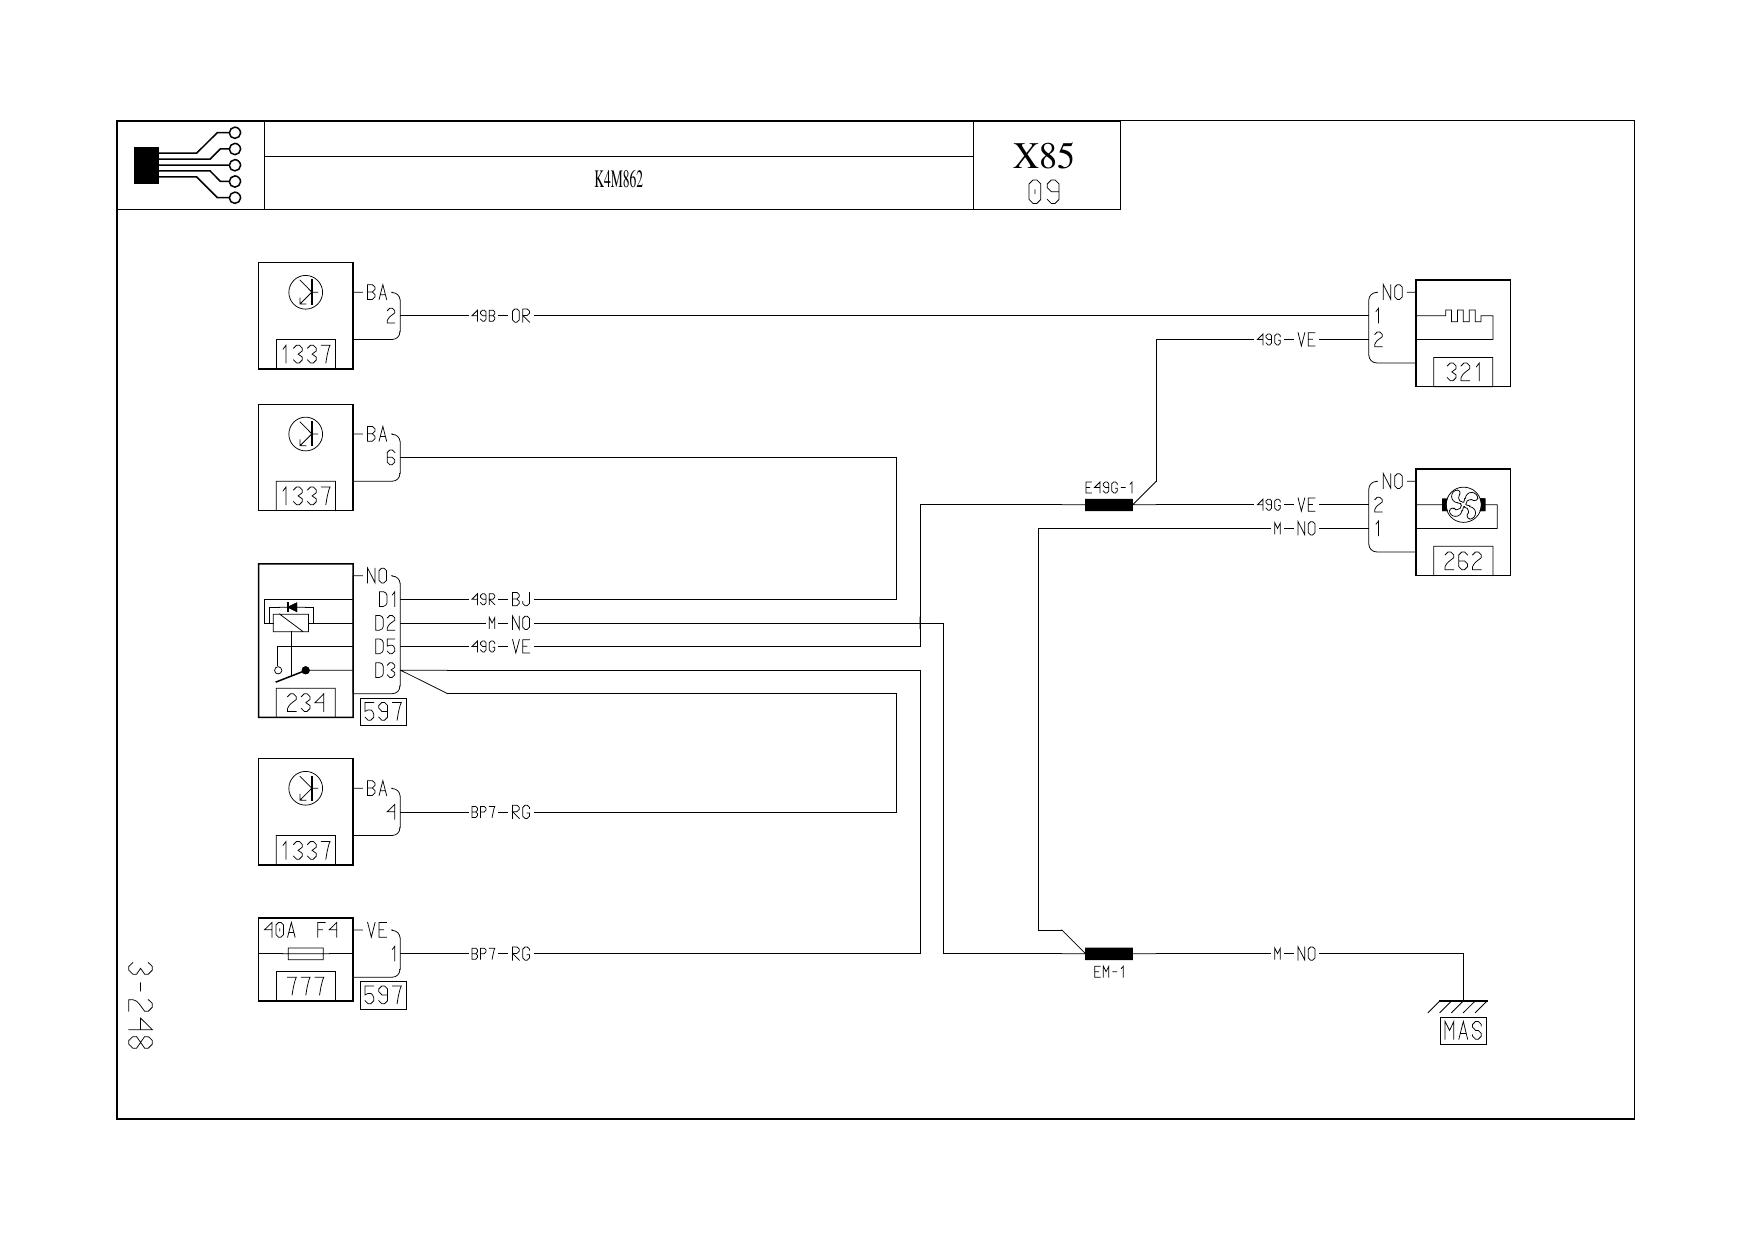 X85
K4M862
09
BA
2
49B-OR
1337
NO
1
49G-VE
2
321
BA
6
1337
E49G-1
NO
49G-VE
2
M-NO
1
262
NO
D1
49R-BJ
D2
M-NO
D5
49G-VE
D3
234
597
BA
4
BP7-RG
1337
40A F4
VE
1
BP7-RG
777
597
M-NO
EM-1
MAS
3-248